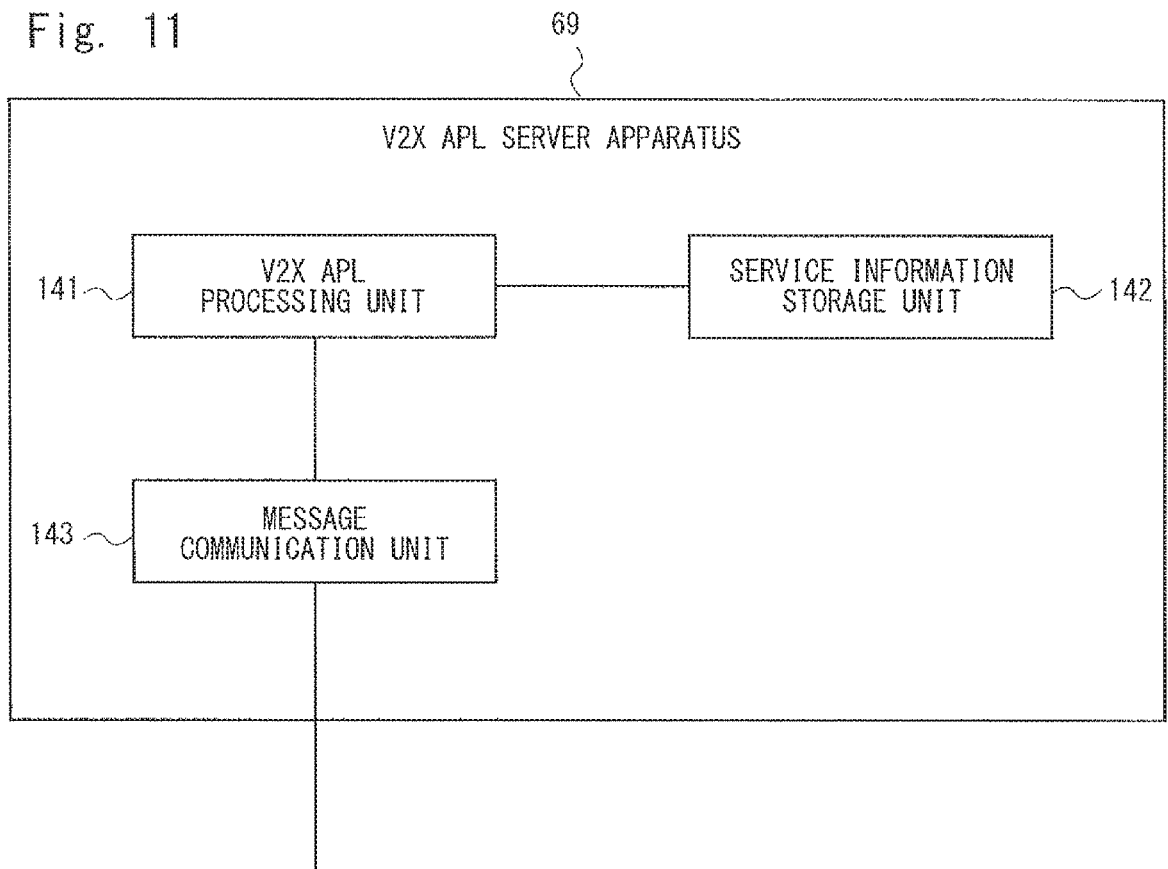 Fig. 11
69
V2X APL SERVER APPARATUS
141
V2X APL
PROCESSING UNIT
SERVICE INFORMATION
STORAGE UNIT
142
143
MESSAGE
COMMUNICATION UNIT